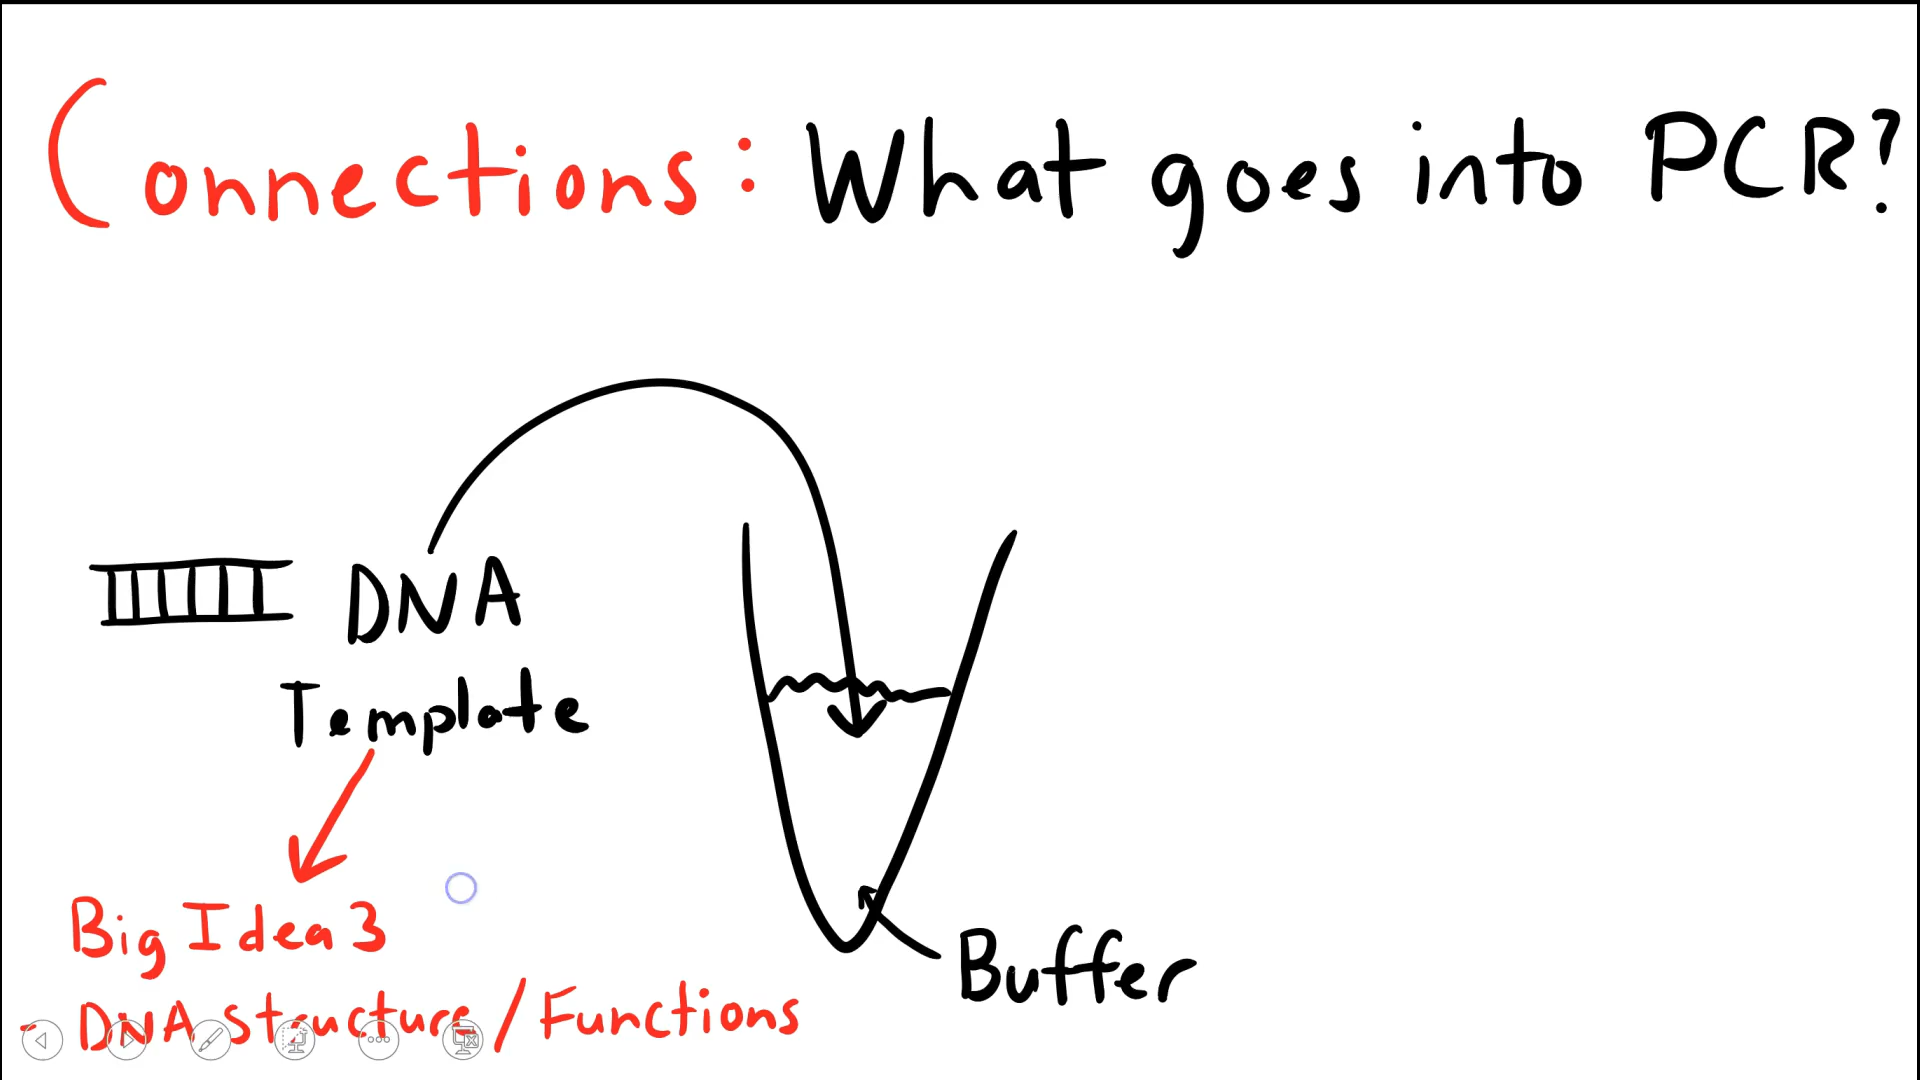 Connections: What goes into PCR?
DNA
Template
Big Idea 3
- DNA structure / Functions
Buffer